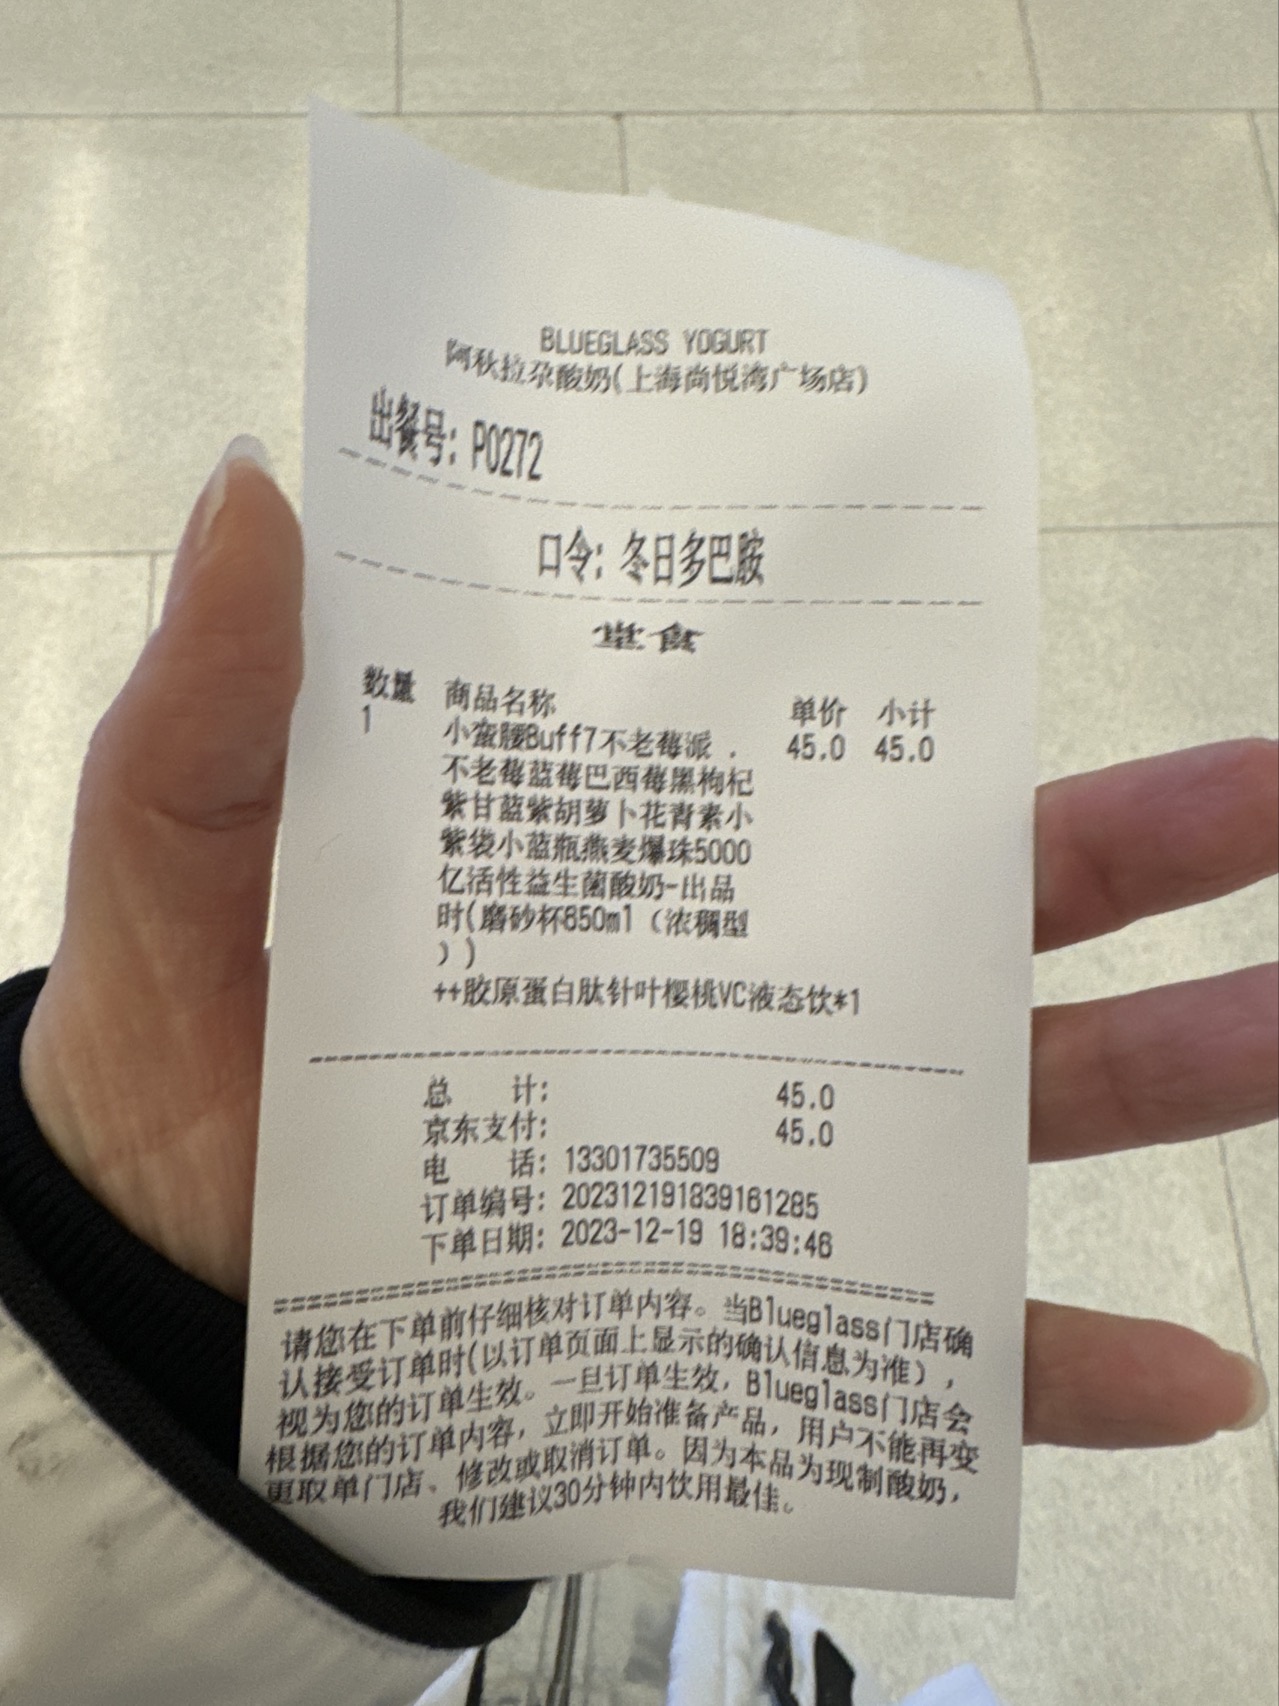 BLUEGLASS YOGURT
阿秋拉尕酸奶(上海尚悦湾广场店)
出餐号: P0272
口令: 冬日多巴胺
堂食
数量 商品名称 单价 小计
1 小蛮腰Buff7不老莓派 . 45.0 45.0
不老莓蓝莓巴西莓黑枸杞
紫甘蓝紫胡萝卜花青素小
紫袋小蓝瓶燕麦爆珠5000
亿活性益生菌酸奶-出品
时(磨砂杯850ml（浓稠型
）)
++胶原蛋白肽针叶樱桃VC液态饮*1
总 计: 45.0
京东支付: 45.0
电 话: 13301735509
订单编号: 202312191839161285
下单日期: 2023-12-19 18:39:46
请您在下单前仔细核对订单内容。当Blueglass门店确
认接受订单时(以订单页面上显示的确认信息为准)，
视为您的订单生效。一旦订单生效，Blueglass门店会
根据您的订单内容，立即开始准备产品，用户不能再变
更取单门店、修改或取消订单。因为本品为现制酸奶，
我们建议30分钟内饮用最佳。